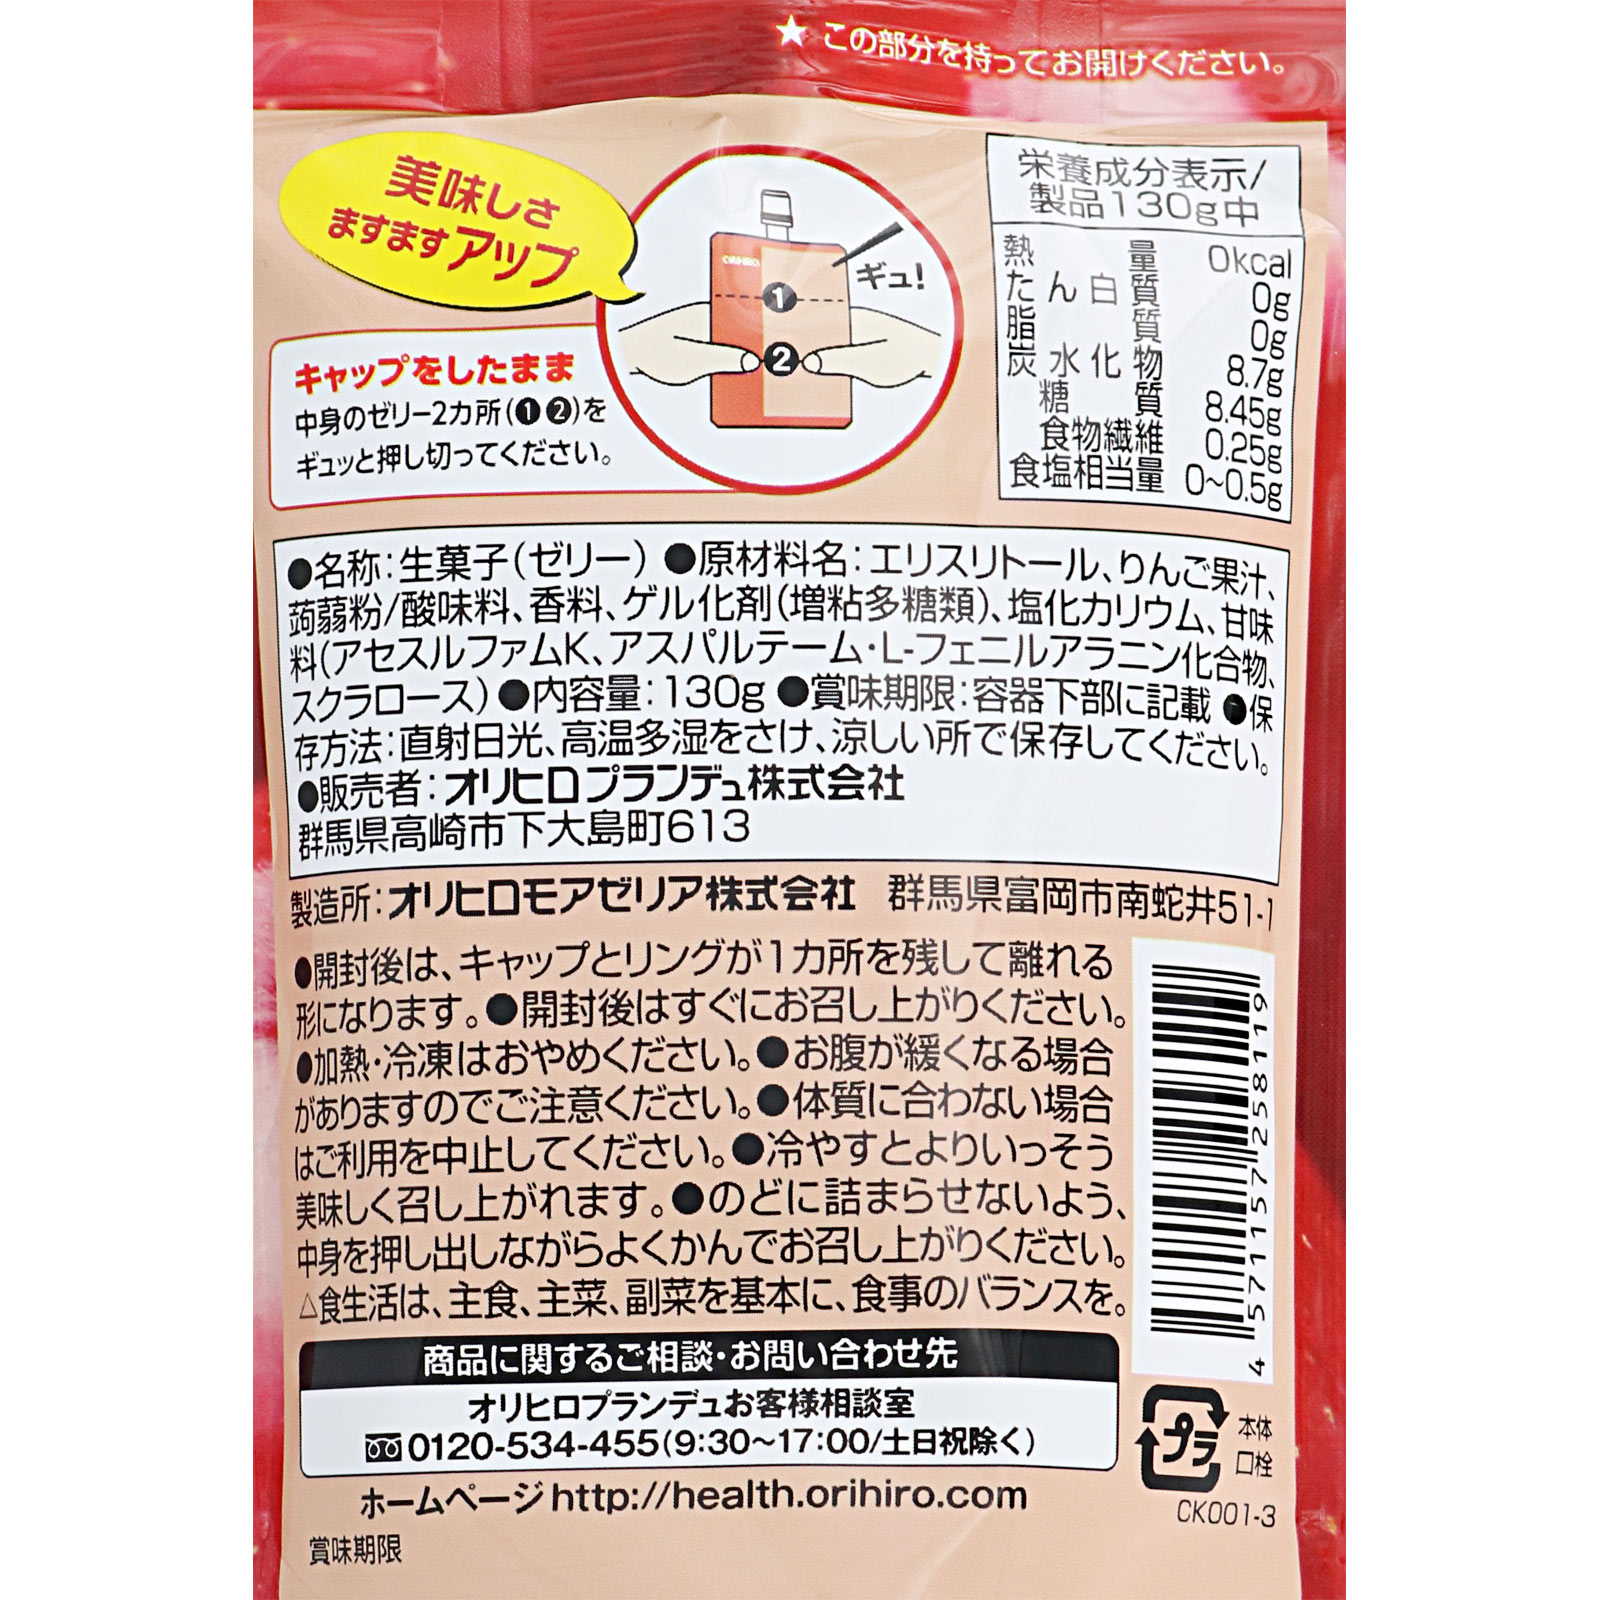 ★ この部分を持ってお開けください。
美味しさ
ますますアップ
ORIHIRO
ギュ!
❶
❷
キャップをしたまま
中身のゼリー2カ所(❶❷)を
ギュッと押し切ってください。
栄養成分表示/
製品130g中
熱量 0kcal
たん白質 0g
脂質 0g
炭水化物 8.7g
糖質 8.45g
食物繊維 0.25g
食塩相当量 0~0.5g
●名称:生菓子(ゼリー) ●原材料名:エリスリトール、りんご果汁、
蒟蒻粉/酸味料、香料、ゲル化剤(増粘多糖類)、塩化カリウム、甘味
料(アセスルファムK、アスパルテーム・L-フェニルアラニン化合物、
スクラロース) ●内容量:130g ●賞味期限:容器下部に記載 ●保
存方法:直射日光、高温多湿をさけ、涼しい所で保存してください。
●販売者:オリヒロプランデュ株式会社
群馬県高崎市下大島町613
製造所:オリヒロモアゼリア株式会社 群馬県富岡市南蛇井51-1
●開封後は、キャップとリングが1カ所を残して離れる
形になります。●開封後はすぐにお召し上がりください。
●加熱・冷凍はおやめください。●お腹が緩くなる場合
がありますのでご注意ください。●体質に合わない場合
はご利用を中止してください。●冷やすとよりいっそう
美味しく召し上がれます。●のどに詰まらせないよう、
中身を押し出しながらよくかんでお召し上がりください。
△食生活は、主食、主菜、副菜を基本に、食事のバランスを。
4571157258119
商品に関するご相談・お問い合わせ先
オリヒロプランデュお客様相談室
0120-534-455(9:30~17:00/土日祝除く)
ホームページ http://health.orihiro.com
プラ
本体
口栓
CK001-3
賞味期限